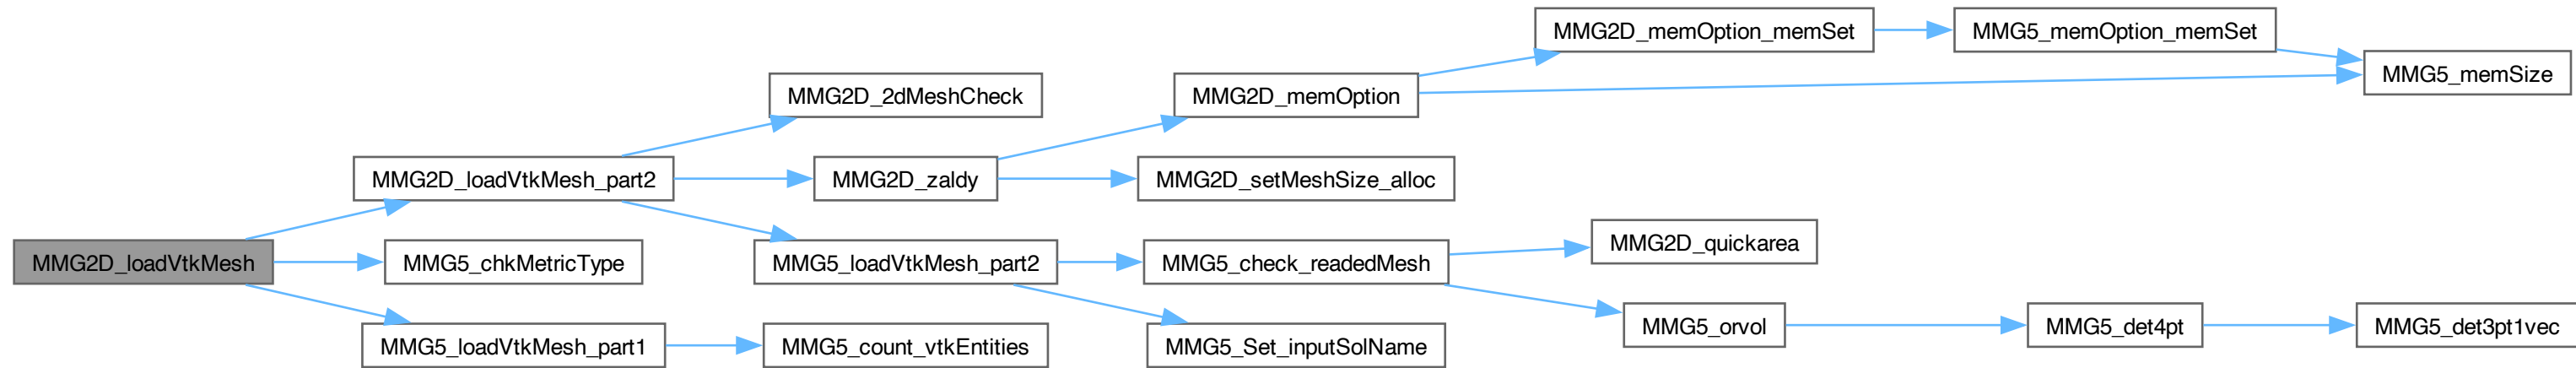 MMG2D_loadVtkMesh
MMG2D_loadVtkMesh_part2
MMG5_chkMetricType
MMG5_loadVtkMesh_part1
MMG2D_2dMeshCheck
MMG2D_zaldy
MMG5_loadVtkMesh_part2
MMG5_count_vtkEntities
MMG2D_memOption
MMG2D_setMeshSize_alloc
MMG5_check_readedMesh
MMG5_Set_inputSolName
MMG2D_memOption_memSet
MMG2D_quickarea
MMG5_orvol
MMG5_memOption_memSet
MMG5_det4pt
MMG5_memSize
MMG5_det3pt1vec